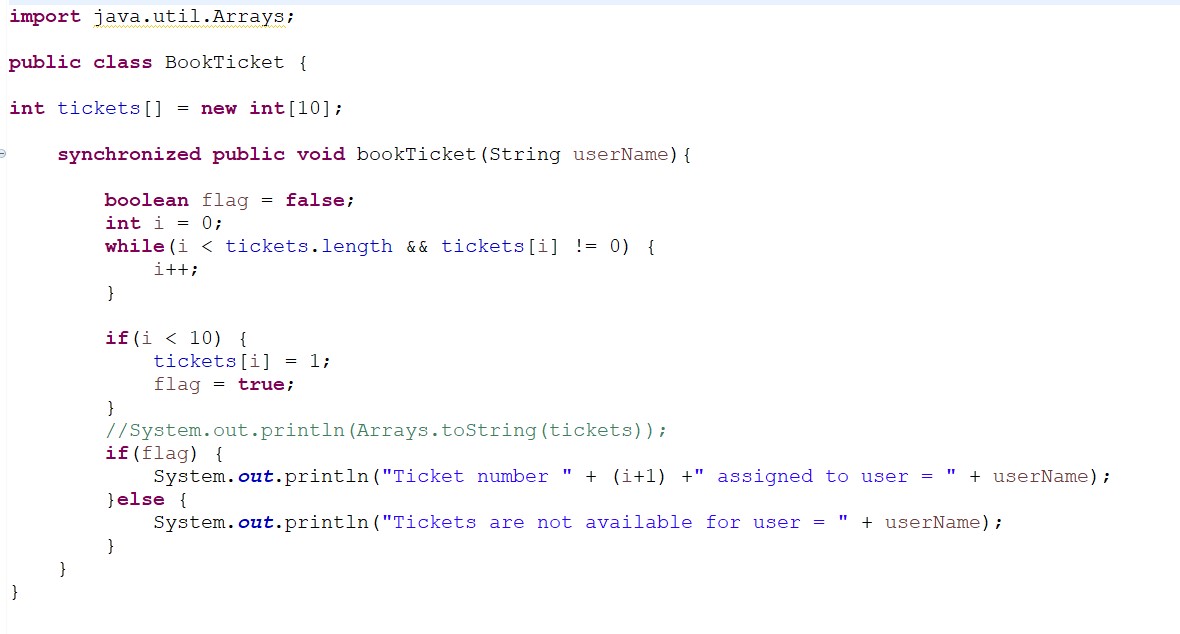 import java.util.Arrays;
public class BookTicket {
int tickets[] = new int[10];
synchronized public void bookTicket(String userName){
boolean flag = false;
int i = 0;
while(i < tickets.length && tickets[i] != 0) {
i++;
}
if(i < 10) {
tickets[i] = 1;
flag = true;
}
//System.out.println(Arrays.toString(tickets));
if(flag) {
System.out.println("Ticket number " + (i+1) +" assigned to user = " + userName);
}else {
System.out.println("Tickets are not available for user = " + userName);
}
}
}